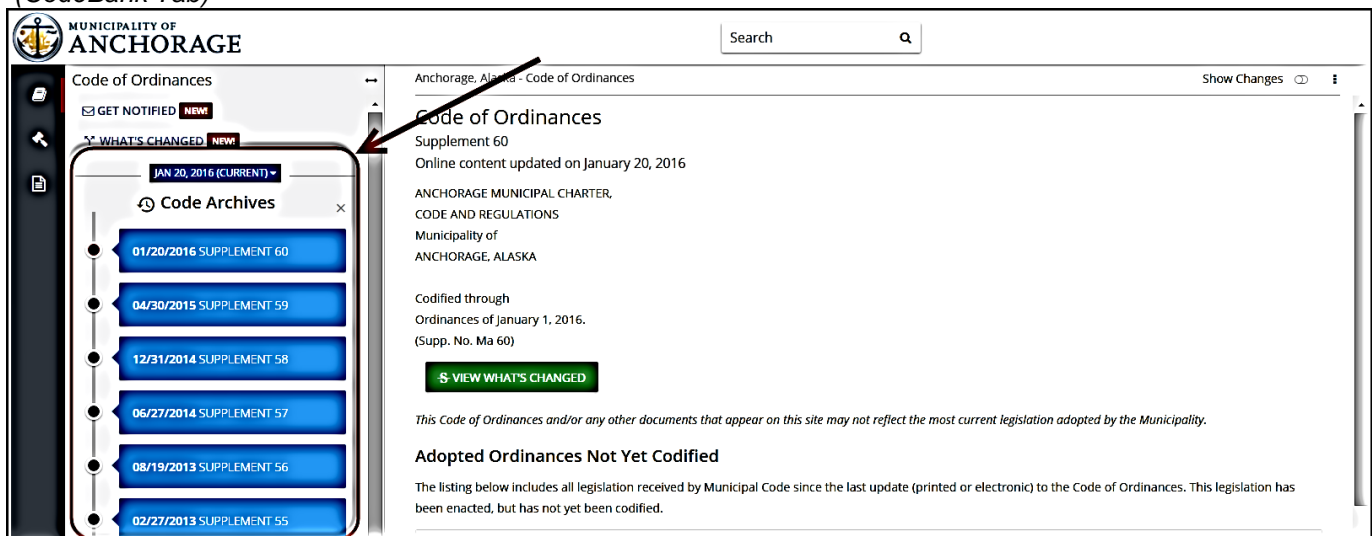 (CodeBank Tab)
MUNICIPALITY OF
ANCHORAGE
Search
Code of Ordinances
GET NOTIFIED NEW!
WHAT'S CHANGED NEW!
JAN 20, 2016 (CURRENT)
Code Archives
01/20/2016 SUPPLEMENT 60
04/30/2015 SUPPLEMENT 59
12/31/2014 SUPPLEMENT 58
06/27/2014 SUPPLEMENT 57
08/19/2013 SUPPLEMENT 56
02/27/2013 SUPPLEMENT 55
Anchorage, Alaska - Code of Ordinances
Show Changes
Code of Ordinances
Supplement 60
Online content updated on January 20, 2016
ANCHORAGE MUNICIPAL CHARTER,
CODE AND REGULATIONS
Municipality of
ANCHORAGE, ALASKA
Codified through
Ordinances of January 1, 2016.
(Supp. No. Ma 60)
VIEW WHAT'S CHANGED
This Code of Ordinances and/or any other documents that appear on this site may not reflect the most current legislation adopted by the Municipality.
Adopted Ordinances Not Yet Codified
The listing below includes all legislation received by Municipal Code since the last update (printed or electronic) to the Code of Ordinances. This legislation has
been enacted, but has not yet been codified.